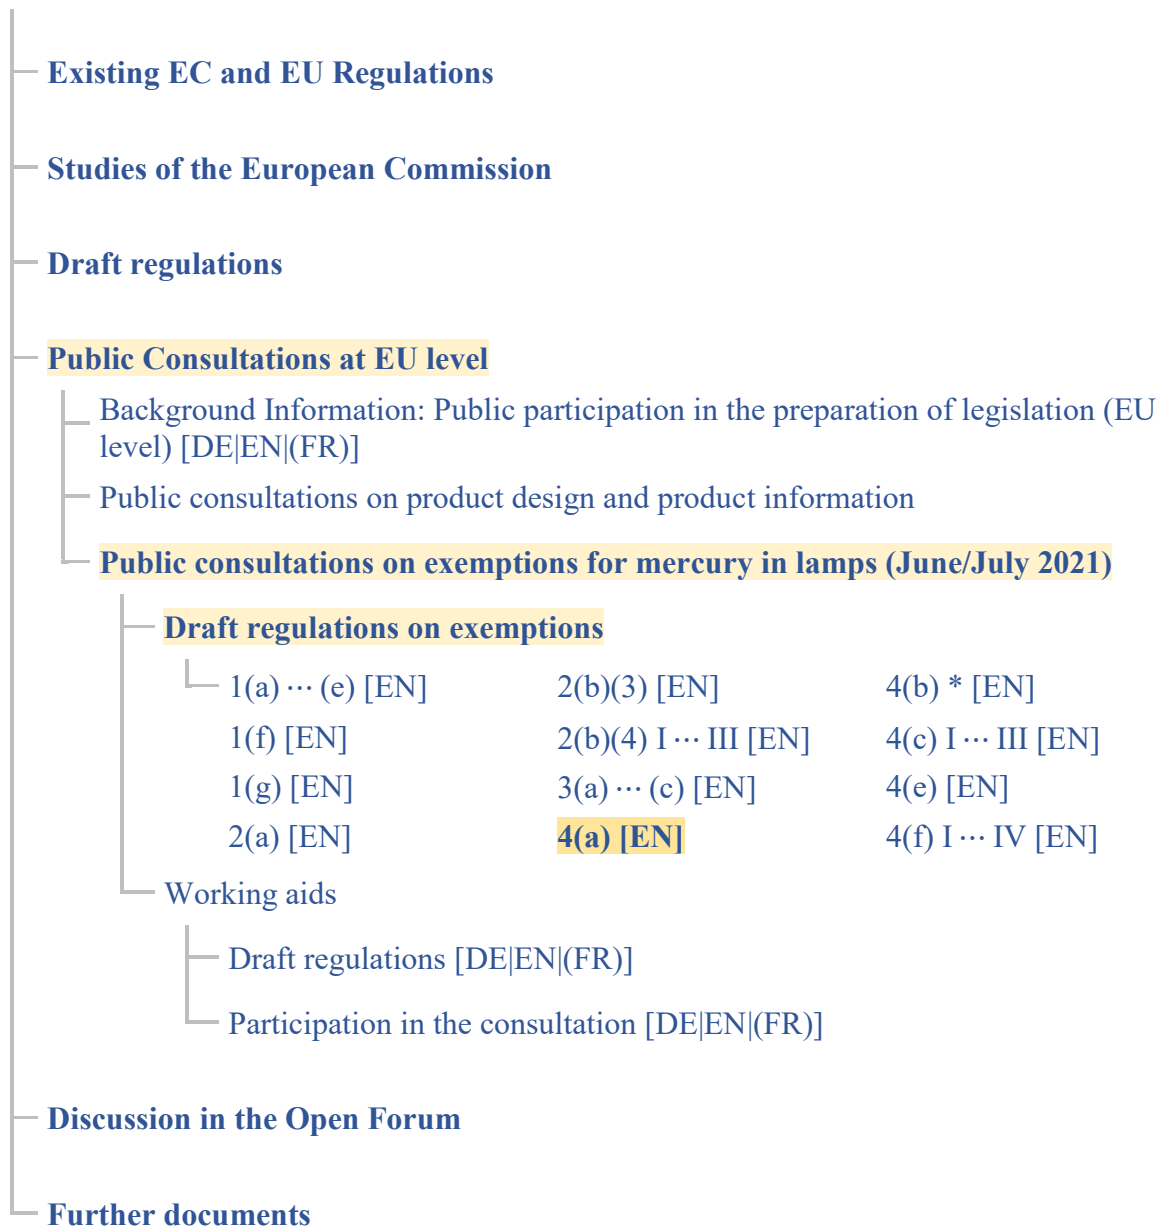 Existing EC and EU Regulations
Studies of the European Commission
Draft regulations
Public Consultations at EU level
Background Information: Public participation in the preparation of legislation (EU
level) [DE|EN|(FR)]
Public consultations on product design and product information
Public consultations on exemptions for mercury in lamps (June/July 2021)
Draft regulations on exemptions
1(a) ··· (e) [EN] 2(b)(3) [EN] 4(b) * [EN]
1(f) [EN] 2(b)(4) I ··· III [EN] 4(c) I ··· III [EN]
1(g) [EN] 3(a) ··· (c) [EN] 4(e) [EN]
2(a) [EN] 4(a) [EN] 4(f) I ··· IV [EN]
Working aids
Draft regulations [DE|EN|(FR)]
Participation in the consultation [DE|EN|(FR)]
Discussion in the Open Forum
Further documents